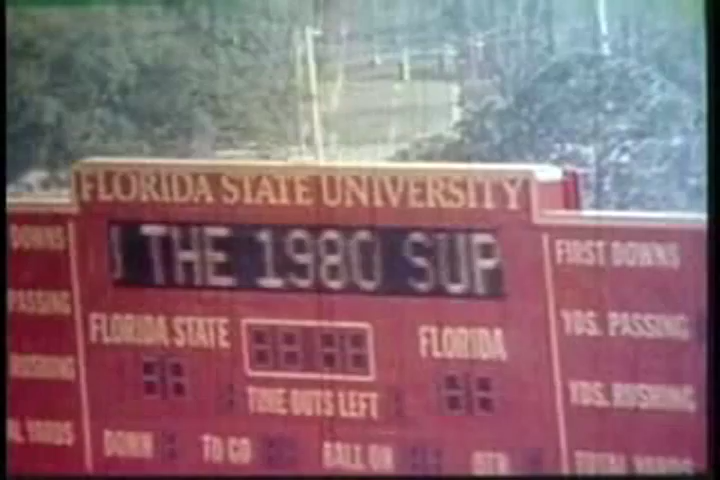 FLORIDA STATE UNIVERSITY
THE 1980 SUP
DOWNS
FIRST DOWNS
PASSING
FLORIDA STATE
FLORIDA
YDS. PASSING
RUSHING
TIME OUTS LEFT
YDS. RUSHING
L YARDS
DOWN
TO GO
BALL ON
QTR
TOTAL YARDS